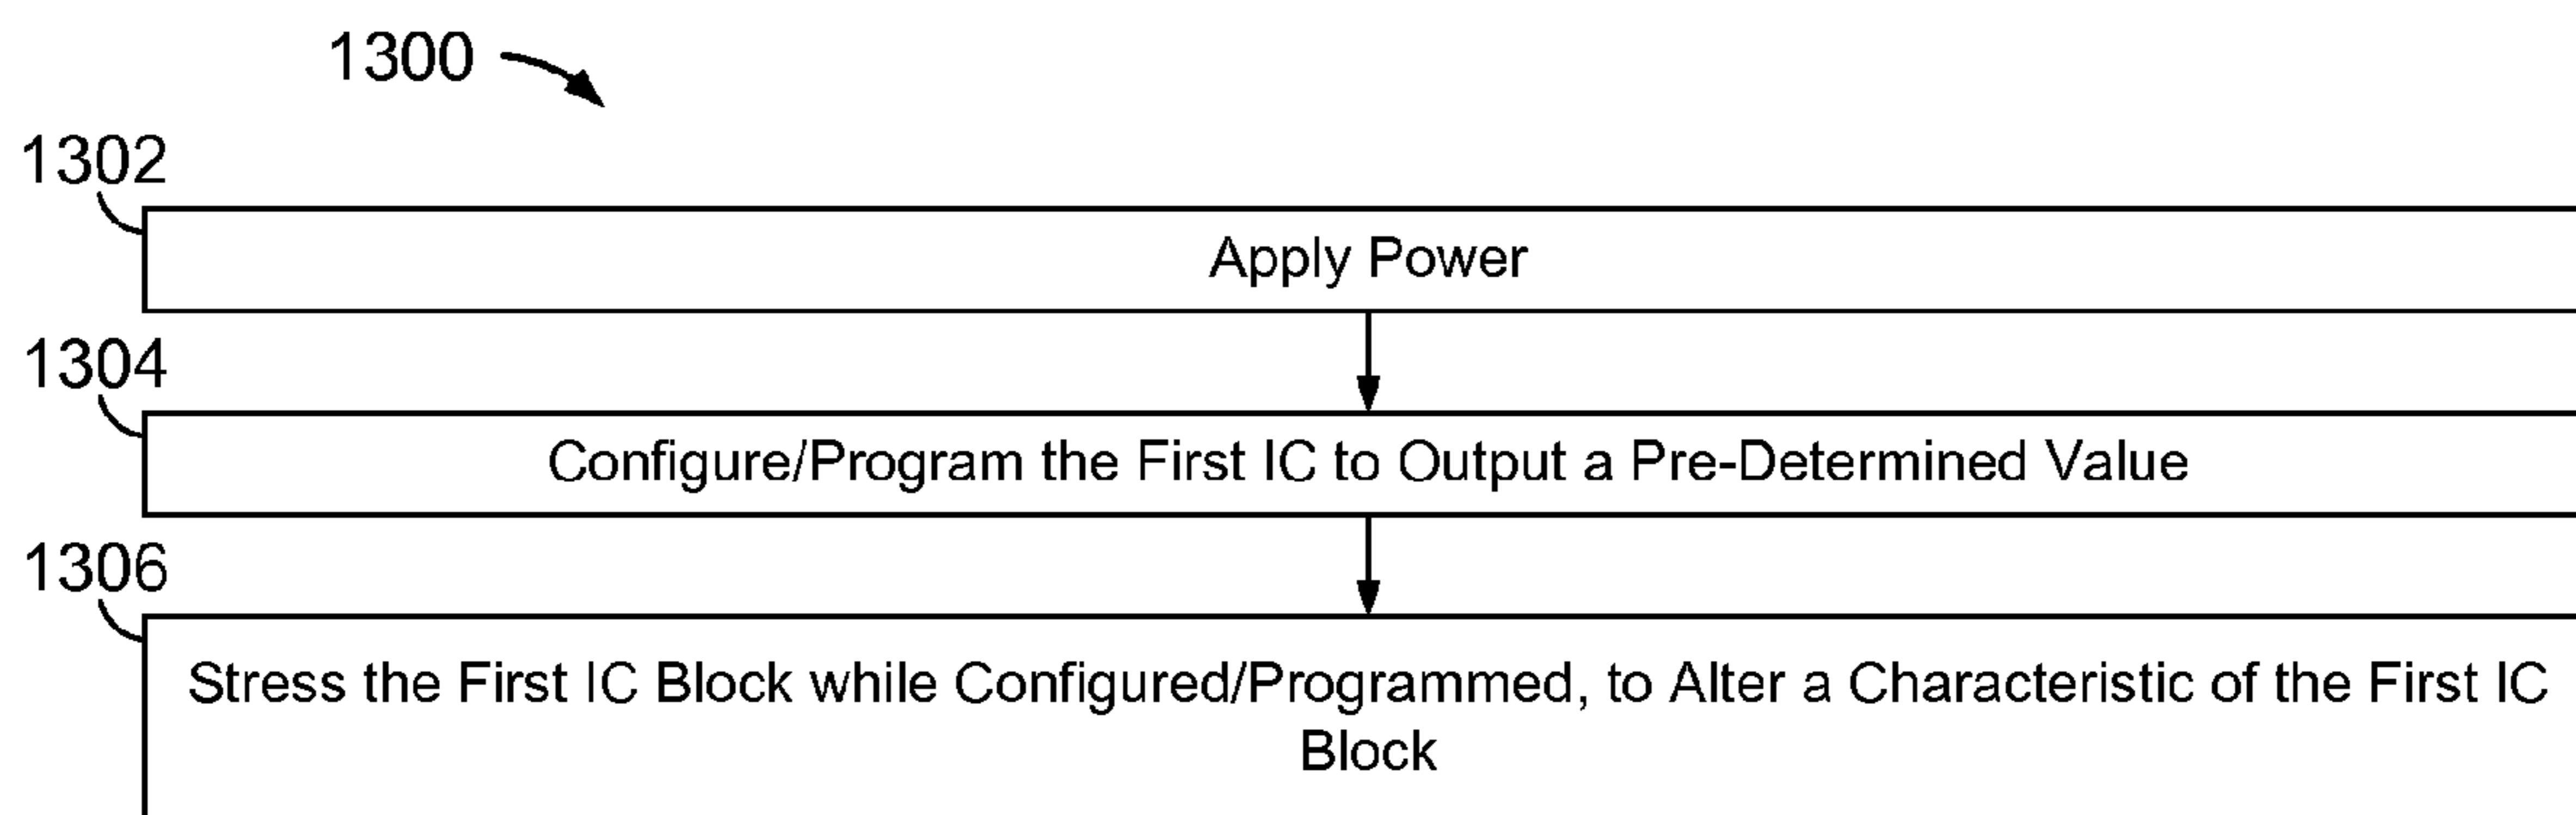 1300
1302
Apply Power
1304
Configure/Program the First IC to Output a Pre-Determined Value
1306
Stress the First IC Block while Configured/Programmed, to Alter a Characteristic of the First IC
Block